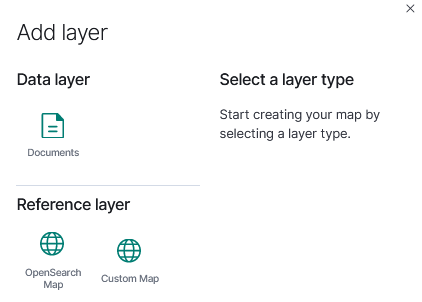 Add layer
Data layer
Documents
Reference layer
OpenSearch
Map
Custom Map
Select a layer type
Start creating your map by
selecting a layer type.